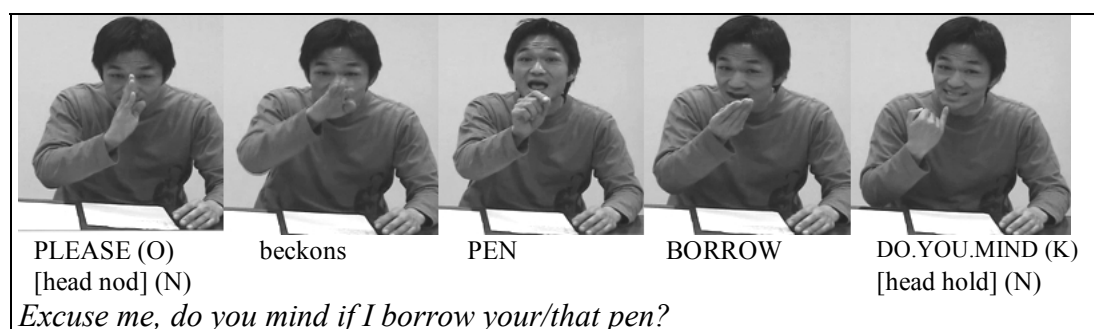 PLEASE (O) beckons PEN BORROW DO.YOU.MIND (K)
[head nod] (N) [head hold] (N)
Excuse me, do you mind if I borrow your/that pen?